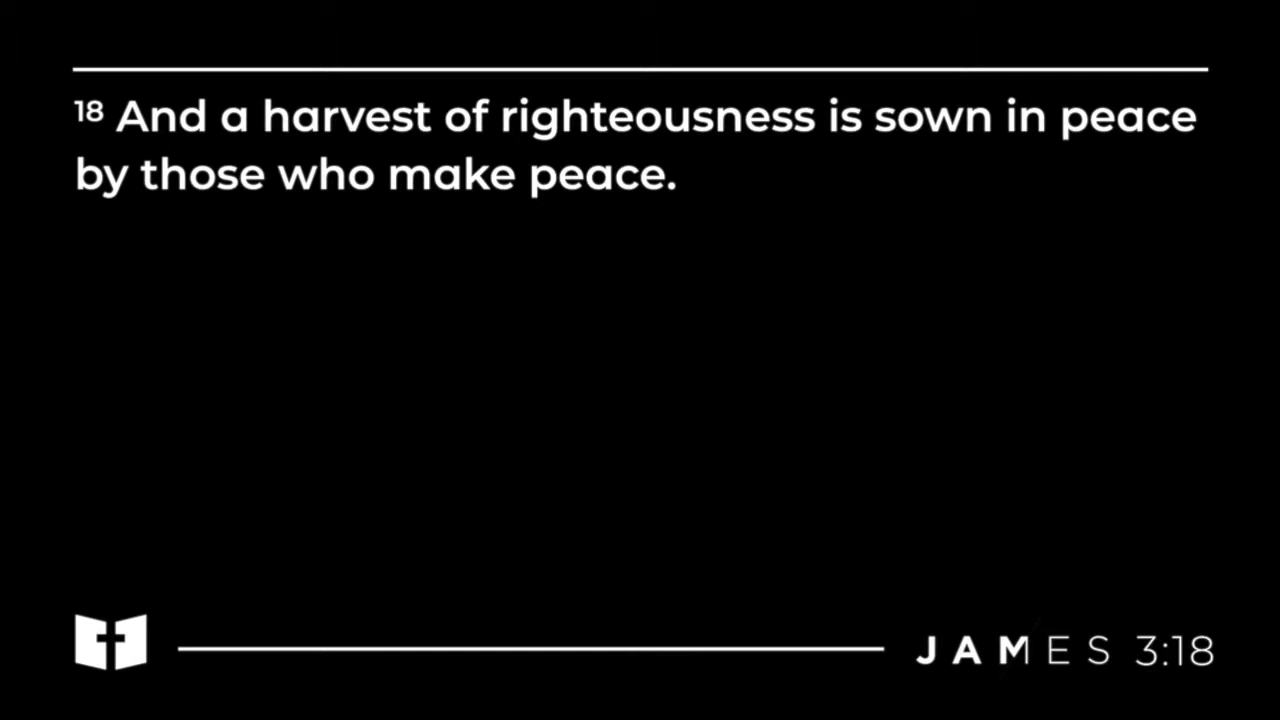 18 And a harvest of righteousness is sown in peace
by those who make peace.
JAMES 3:18